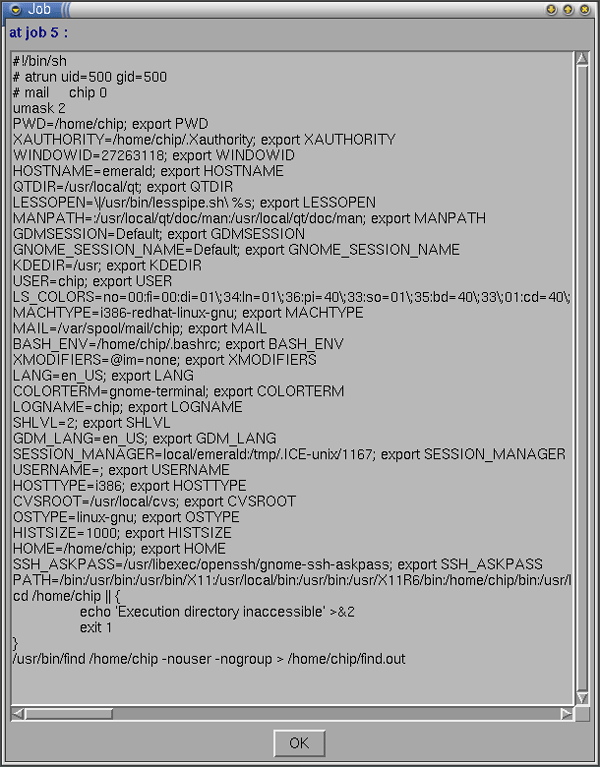 Job
at job 5 :
#!/bin/sh
# atrun uid=500 gid=500
# mail chip 0
umask 2
PWD=/home/chip; export PWD
XAUTHORITY=/home/chip/.Xauthority; export XAUTHORITY
WINDOWID=27263118; export WINDOWID
HOSTNAME=emerald; export HOSTNAME
QTDIR=/usr/local/qt; export QTDIR
LESSOPEN=\|/usr/bin/lesspipe.sh\ %s; export LESSOPEN
MANPATH=:/usr/local/qt/doc/man:/usr/local/qt/doc/man; export MANPATH
GDMSESSION=Default; export GDMSESSION
GNOME_SESSION_NAME=Default; export GNOME_SESSION_NAME
KDEDIR=/usr; export KDEDIR
USER=chip; export USER
LS_COLORS=no=00:fi=00:di=01\;34:ln=01\;36:pi=40\;33:so=01\;35:bd=40\;33\;01:cd=40\;
MACHTYPE=i386-redhat-linux-gnu; export MACHTYPE
MAIL=/var/spool/mail/chip; export MAIL
BASH_ENV=/home/chip/.bashrc; export BASH_ENV
XMODIFIERS=@im=none; export XMODIFIERS
LANG=en_US; export LANG
COLORTERM=gnome-terminal; export COLORTERM
LOGNAME=chip; export LOGNAME
SHLVL=2; export SHLVL
GDM_LANG=en_US; export GDM_LANG
SESSION_MANAGER=local/emerald:/tmp/.ICE-unix/1167; export SESSION_MANAGER
USERNAME=; export USERNAME
HOSTTYPE=i386; export HOSTTYPE
CVSROOT=/usr/local/cvs; export CVSROOT
OSTYPE=linux-gnu; export OSTYPE
HISTSIZE=1000; export HISTSIZE
HOME=/home/chip; export HOME
SSH_ASKPASS=/usr/libexec/openssh/gnome-ssh-askpass; export SSH_ASKPASS
PATH=/bin:/usr/bin:/usr/bin/X11:/usr/local/bin:/usr/bin:/usr/X11R6/bin:/home/chip/bin:/usr/l
cd /home/chip || {
echo 'Execution directory inaccessible' >&2
exit 1
}
/usr/bin/find /home/chip -nouser -nogroup > /home/chip/find.out
OK